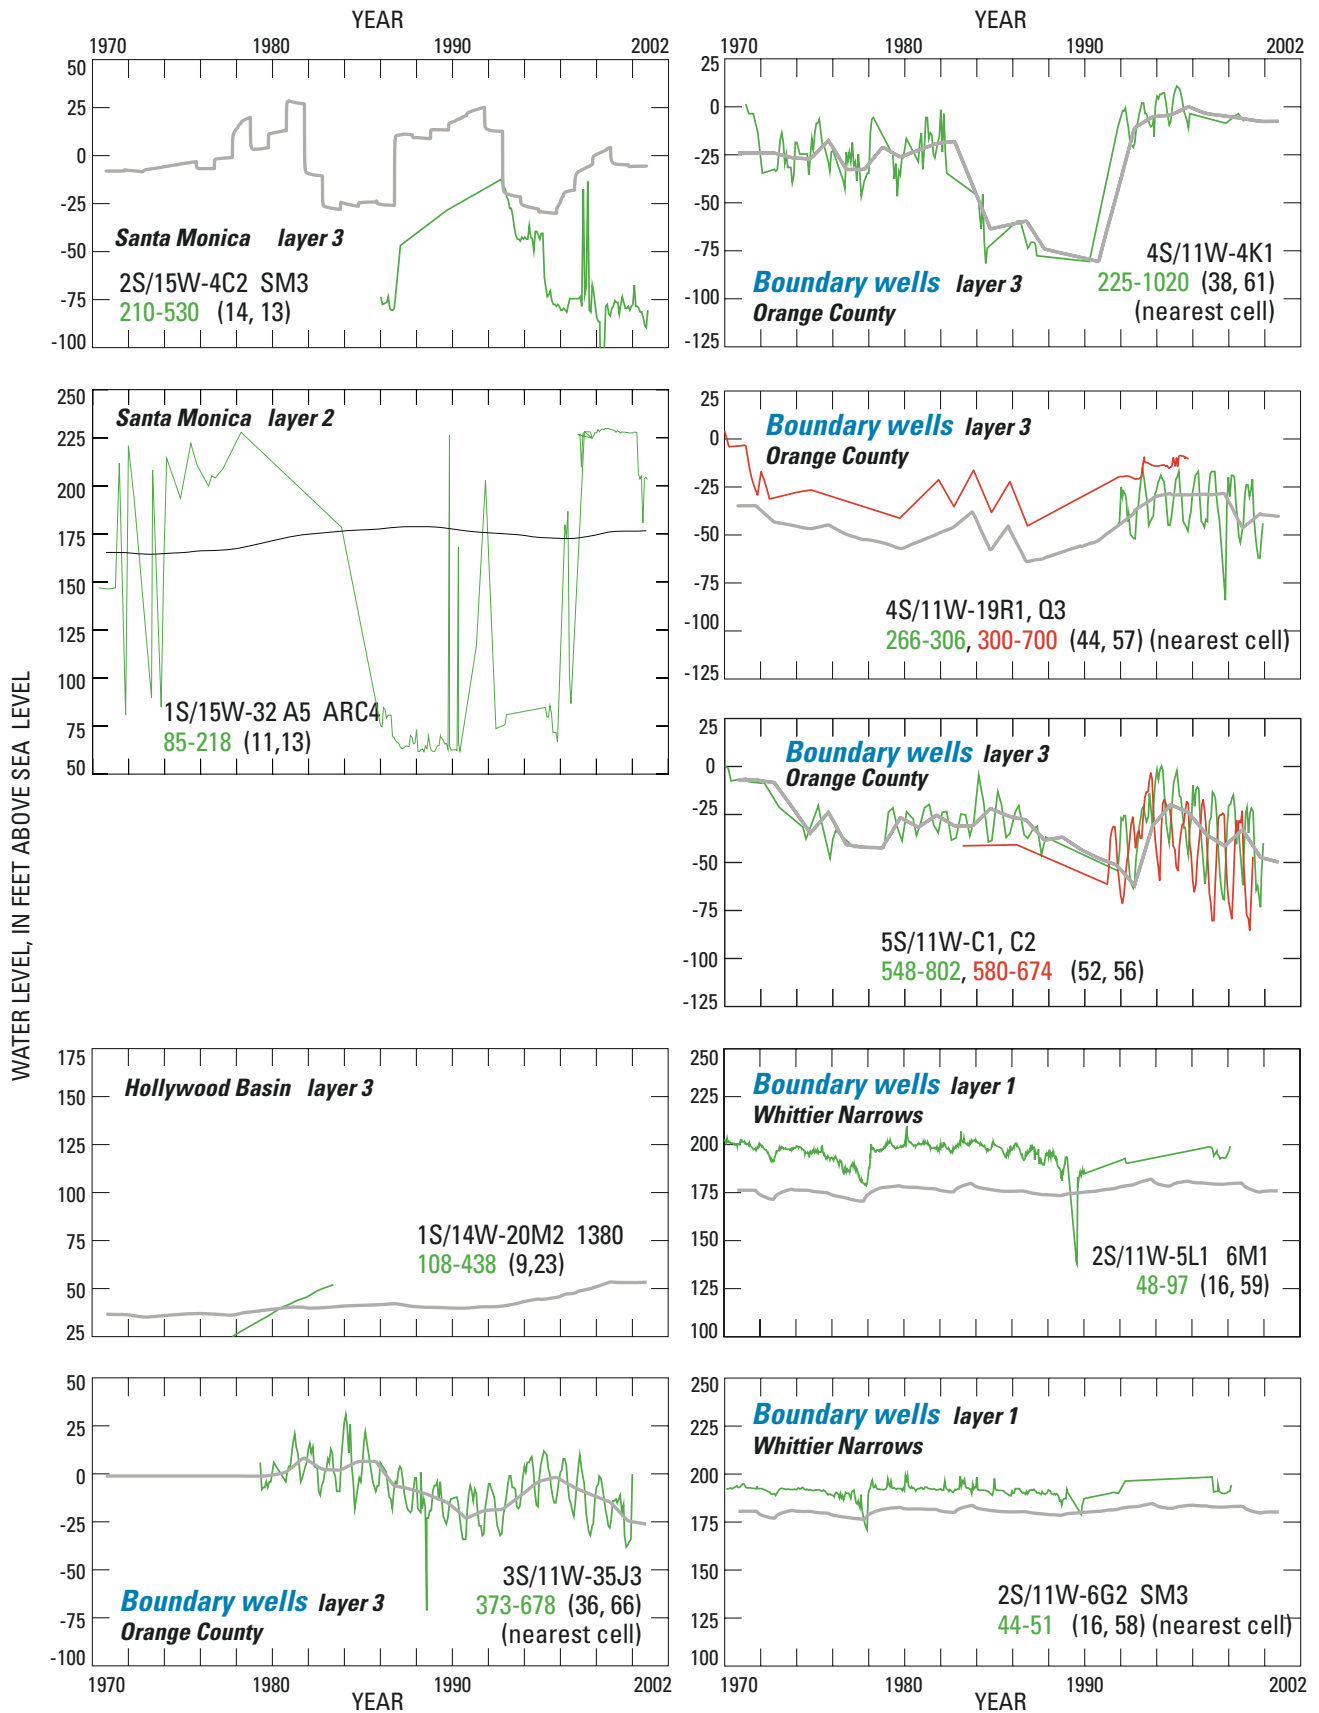 YEAR
1970 1980 1990 2002
50
25
0
-25
-50
-75
-100
Santa Monica layer 3
2S/15W-4C2 SM3
210-530 (14, 13)
250
225
200
175
150
125
100
75
50
Santa Monica layer 2
1S/15W-32 A5 ARC4
85-218 (11,13)
WATER LEVEL, IN FEET ABOVE SEA LEVEL
175
150
125
100
75
50
25
Hollywood Basin layer 3
1S/14W-20M2 1380
108-438 (9,23)
50
25
0
-25
-50
-75
-100
3S/11W-35J3
373-678 (36, 66)
(nearest cell)
Boundary wells layer 3
Orange County
1970 1980 1990 2002
YEAR
YEAR
1970 1980 1990 2002
25
0
-25
-50
-75
-100
-125
4S/11W-4K1
225-1020 (38, 61)
(nearest cell)
Boundary wells layer 3
Orange County
25
0
-25
-50
-75
-100
-125
Boundary wells layer 3
Orange County
4S/11W-19R1, Q3
266-306, 300-700 (44, 57) (nearest cell)
25
0
-25
-50
-75
-100
-125
Boundary wells layer 3
Orange County
5S/11W-C1, C2
548-802, 580-674 (52, 56)
250
225
200
175
150
125
100
Boundary wells layer 1
Whittier Narrows
2S/11W-5L1 6M1
48-97 (16, 59)
250
225
200
175
150
125
100
Boundary wells layer 1
Whittier Narrows
2S/11W-6G2 SM3
44-51 (16, 58) (nearest cell)
1970 1980 1990 2002
YEAR